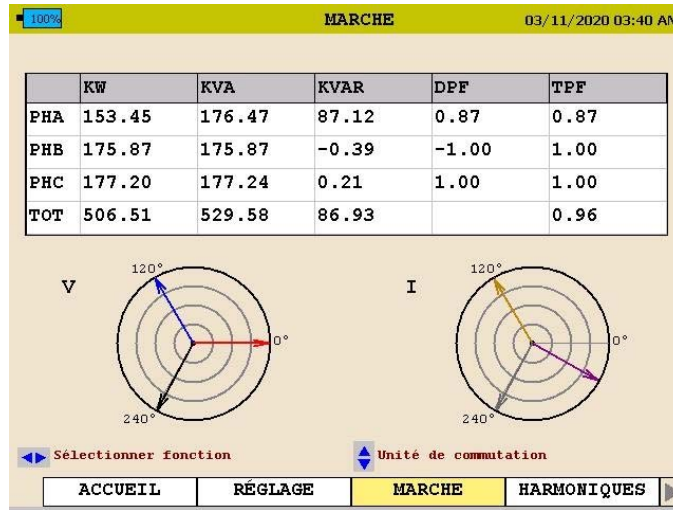 100% MARCHE 03/11/2020 03:40 AM
KW KVA KVAR DPF TPF
PHA 153.45 176.47 87.12 0.87 0.87
PHB 175.87 175.87 -0.39 -1.00 1.00
PHC 177.20 177.24 0.21 1.00 1.00
TOT 506.51 529.58 86.93 0.96
120° 120°
V I
0° 0°
240° 240°
Sélectionner fonction Unité de commutation
ACCUEIL RÉGLAGE MARCHE HARMONIQUES